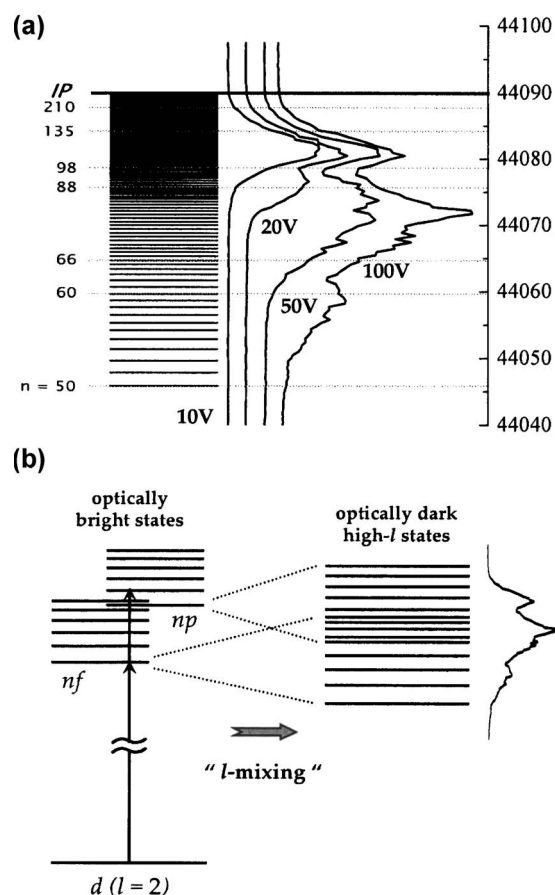 (a)
IP
210
135
98
88
66
60
n = 50
10V
20V
50V
100V
44100
44090
44080
44070
44060
44050
44040
(b)
optically
bright states
optically dark
high-l states
np
nf
" l-mixing "
d (l = 2)